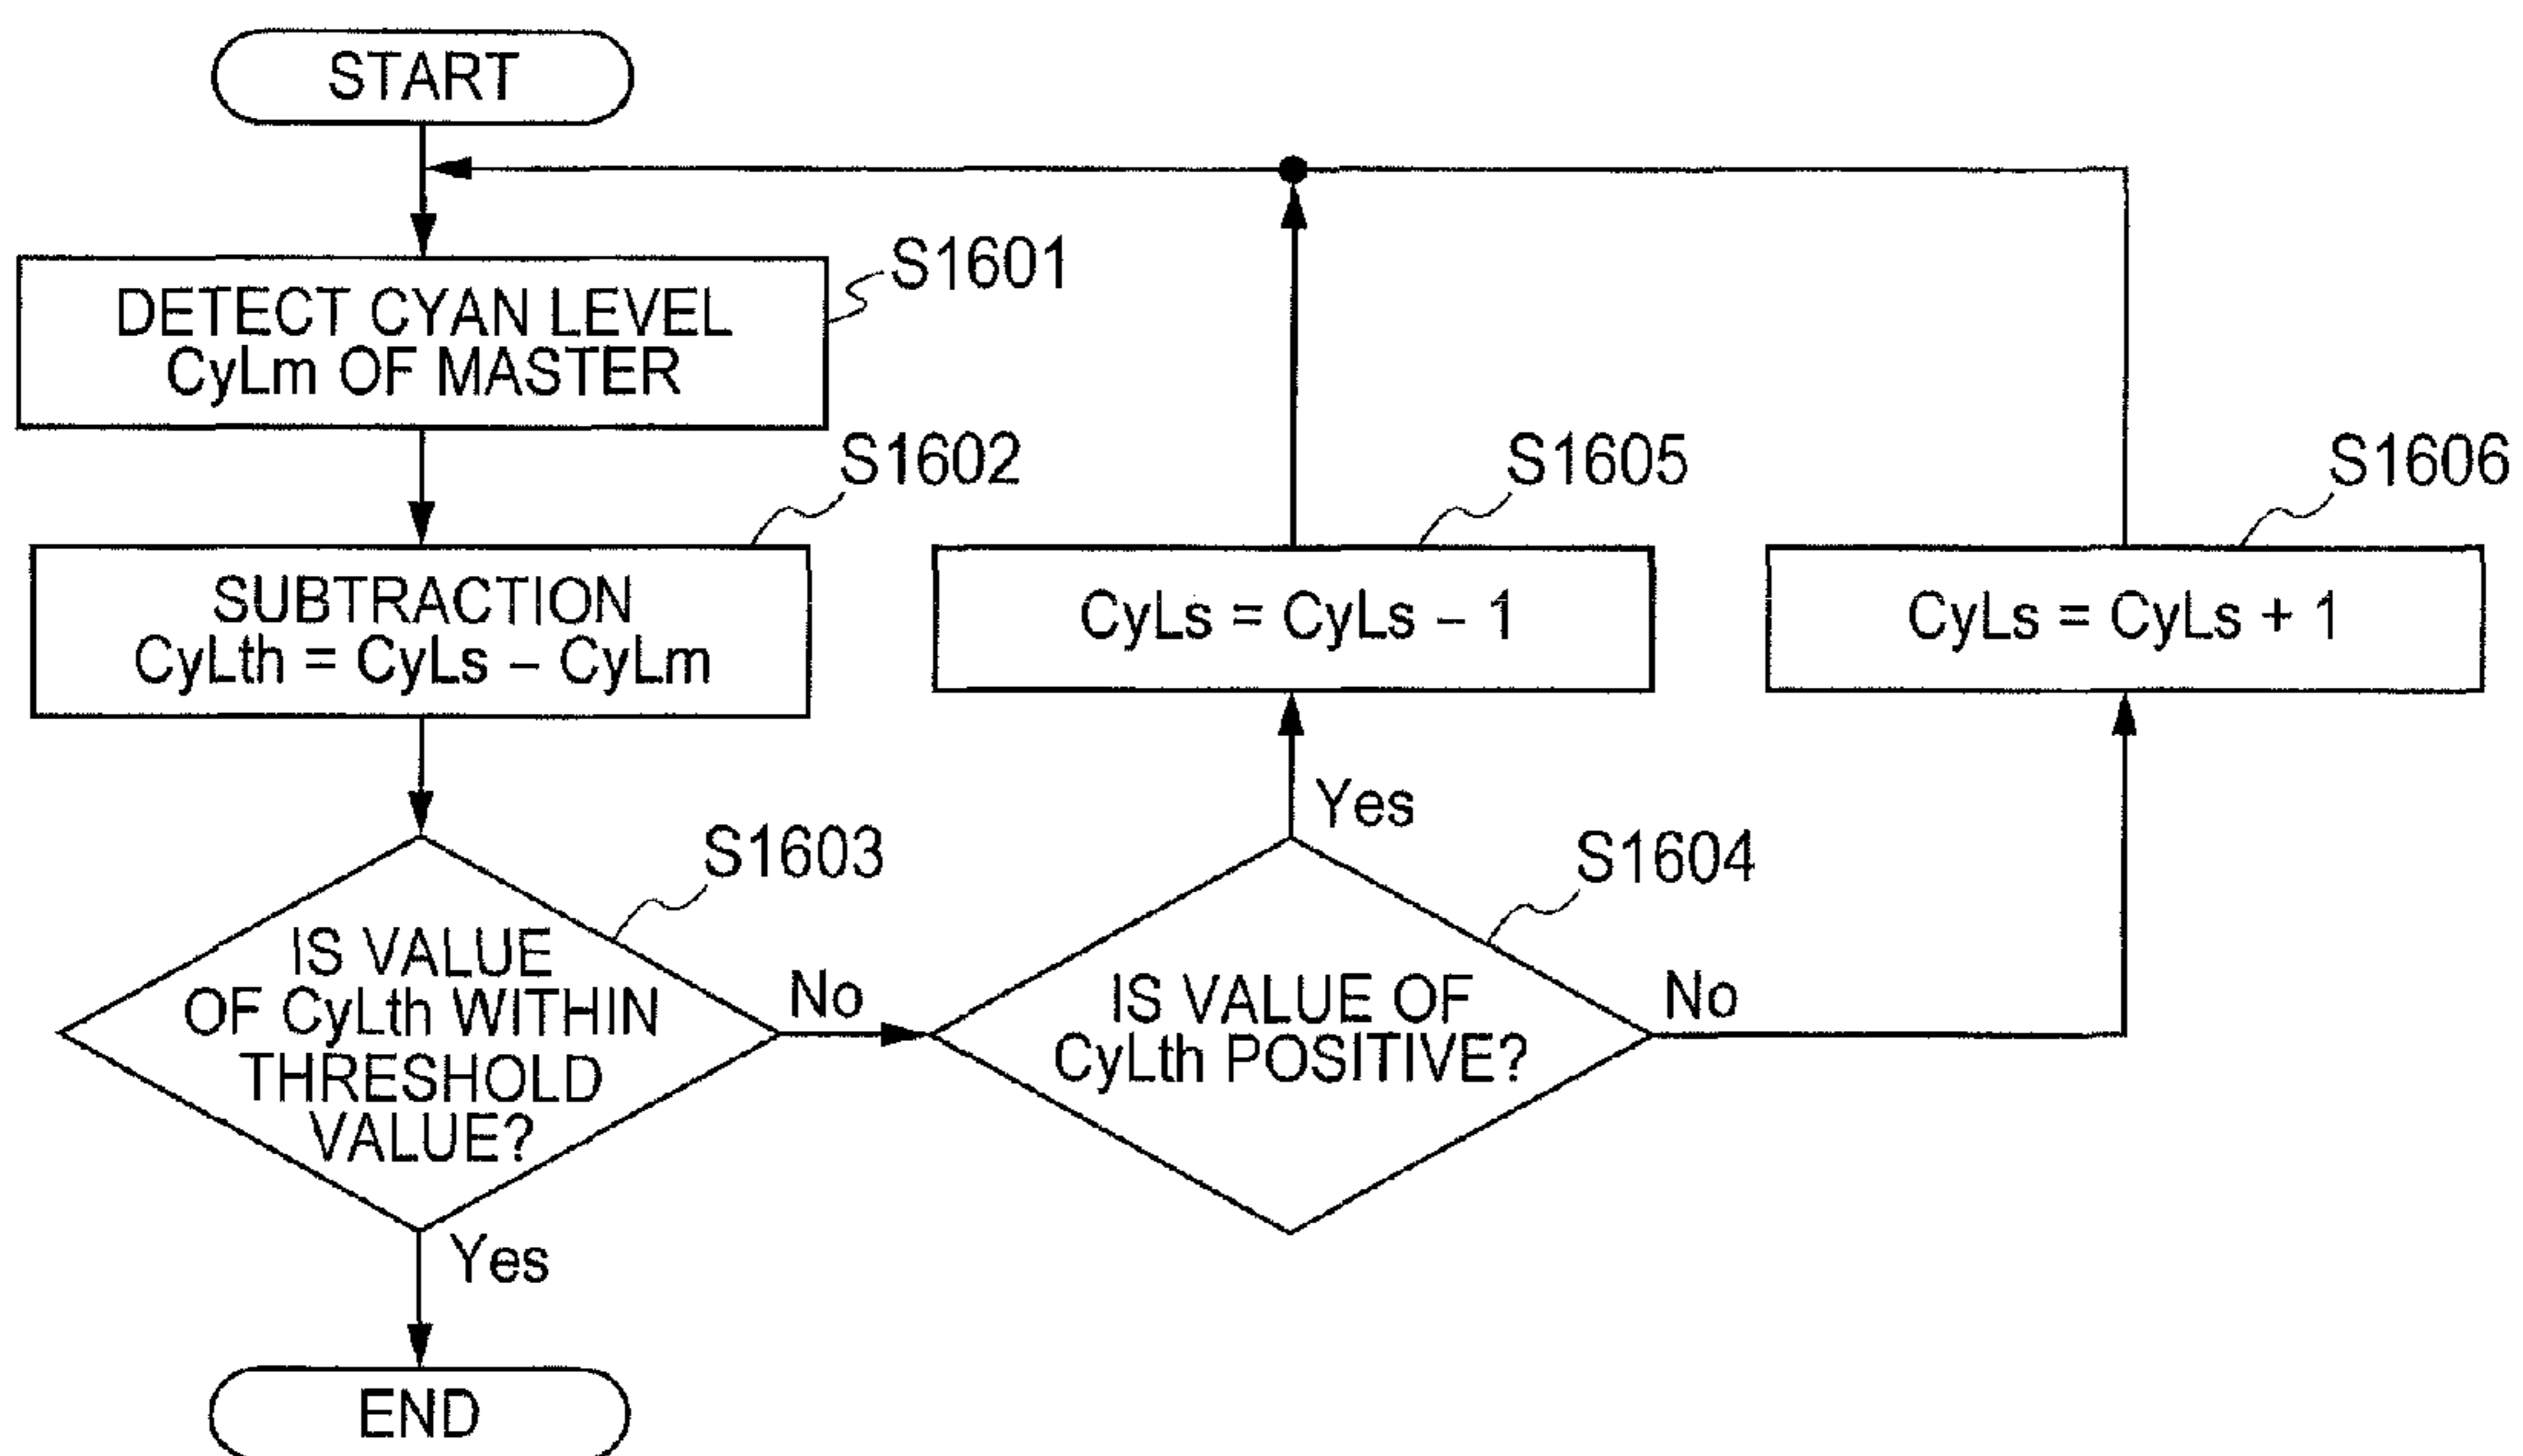 START
DETECT CYAN LEVEL
CyLm OF MASTER
S1601
SUBTRACTION
CyLth = CyLs – CyLm
S1602
IS VALUE
OF CyLth WITHIN
THRESHOLD
VALUE?
S1603
No
Yes
END
IS VALUE OF
CyLth POSITIVE?
S1604
Yes
No
CyLs = CyLs – 1
S1605
CyLs = CyLs + 1
S1606